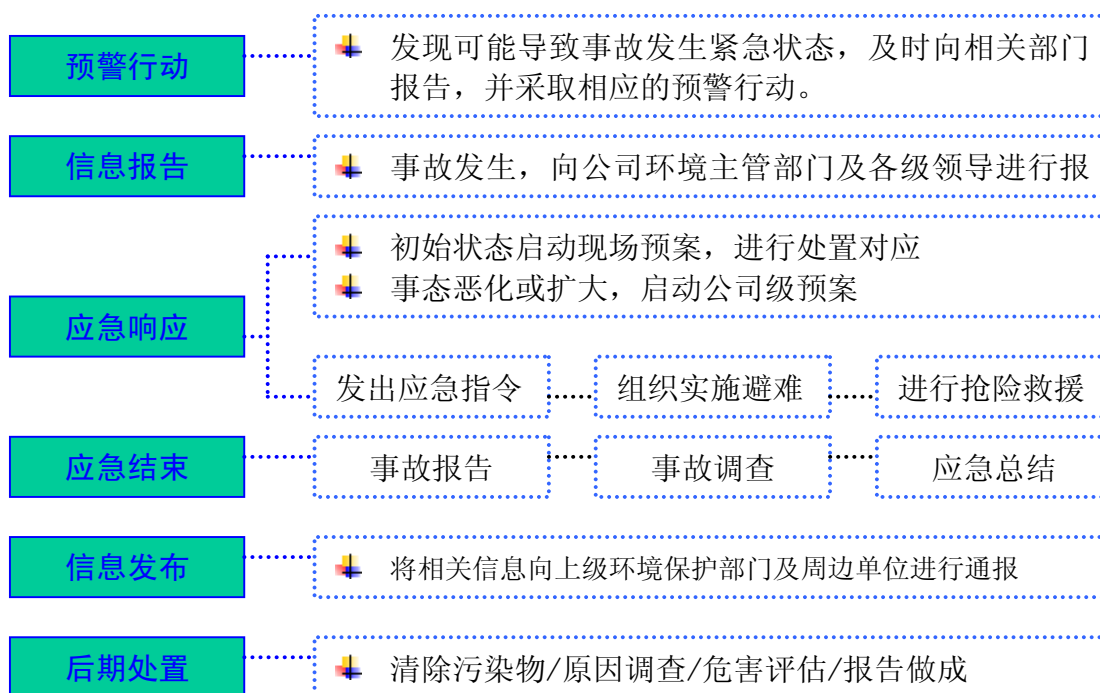 预警行动
发现可能导致事故发生紧急状态，及时向相关部门
报告，并采取相应的预警行动。
信息报告
事故发生，向公司环境主管部门及各级领导进行报
应急响应
初始状态启动现场预案，进行处置对应
事态恶化或扩大，启动公司级预案
发出应急指令 组织实施避难 进行抢险救援
应急结束
事故报告 事故调查 应急总结
信息发布
将相关信息向上级环境保护部门及周边单位进行通报
后期处置
清除污染物/原因调查/危害评估/报告做成